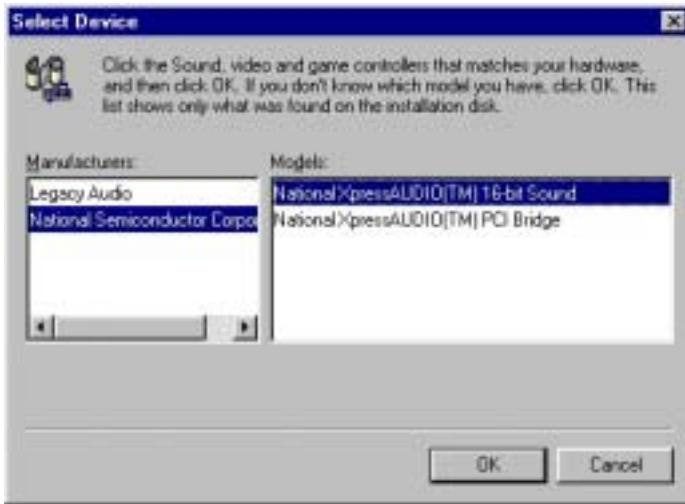 Select Device
Click the Sound, video and game controllers that matches your hardware,
and then click OK. If you don't know which model you have, click OK. This
list shows only what was found on the installation disk.
Manufacturers:
Models:
Legacy Audio
National Semiconductor Corpor
National XpressAUDIO(TM) 16-bit Sound
National XpressAUDIO(TM) PCI Bridge
OK
Cancel